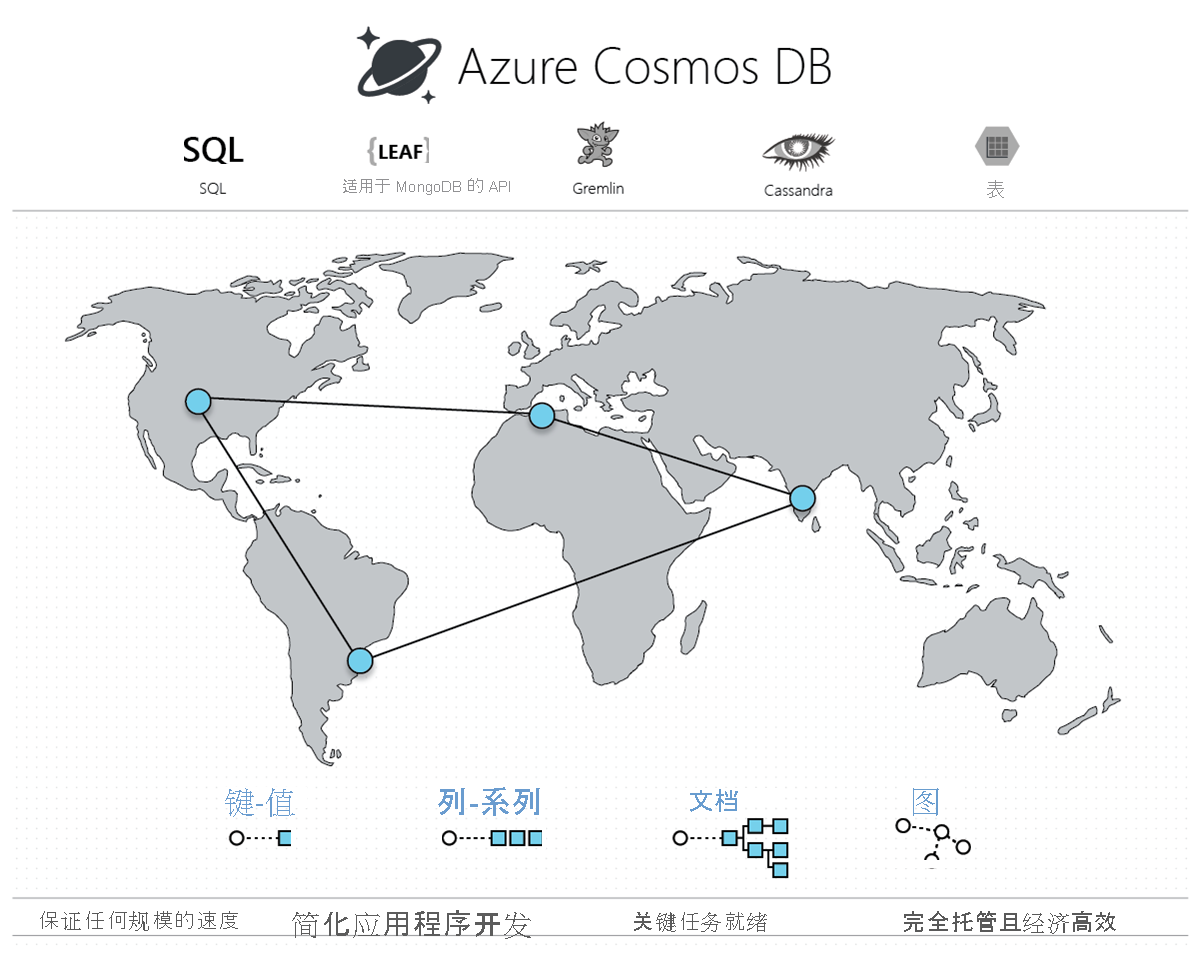 Azure Cosmos DB
SQL
{LEAF}
SQL
适用于 MongoDB 的 API
Gremlin
Cassandra
表
键-值
列-系列
文档
图
保证任何规模的速度
简化应用程序开发
关键任务就绪
完全托管且经济高效